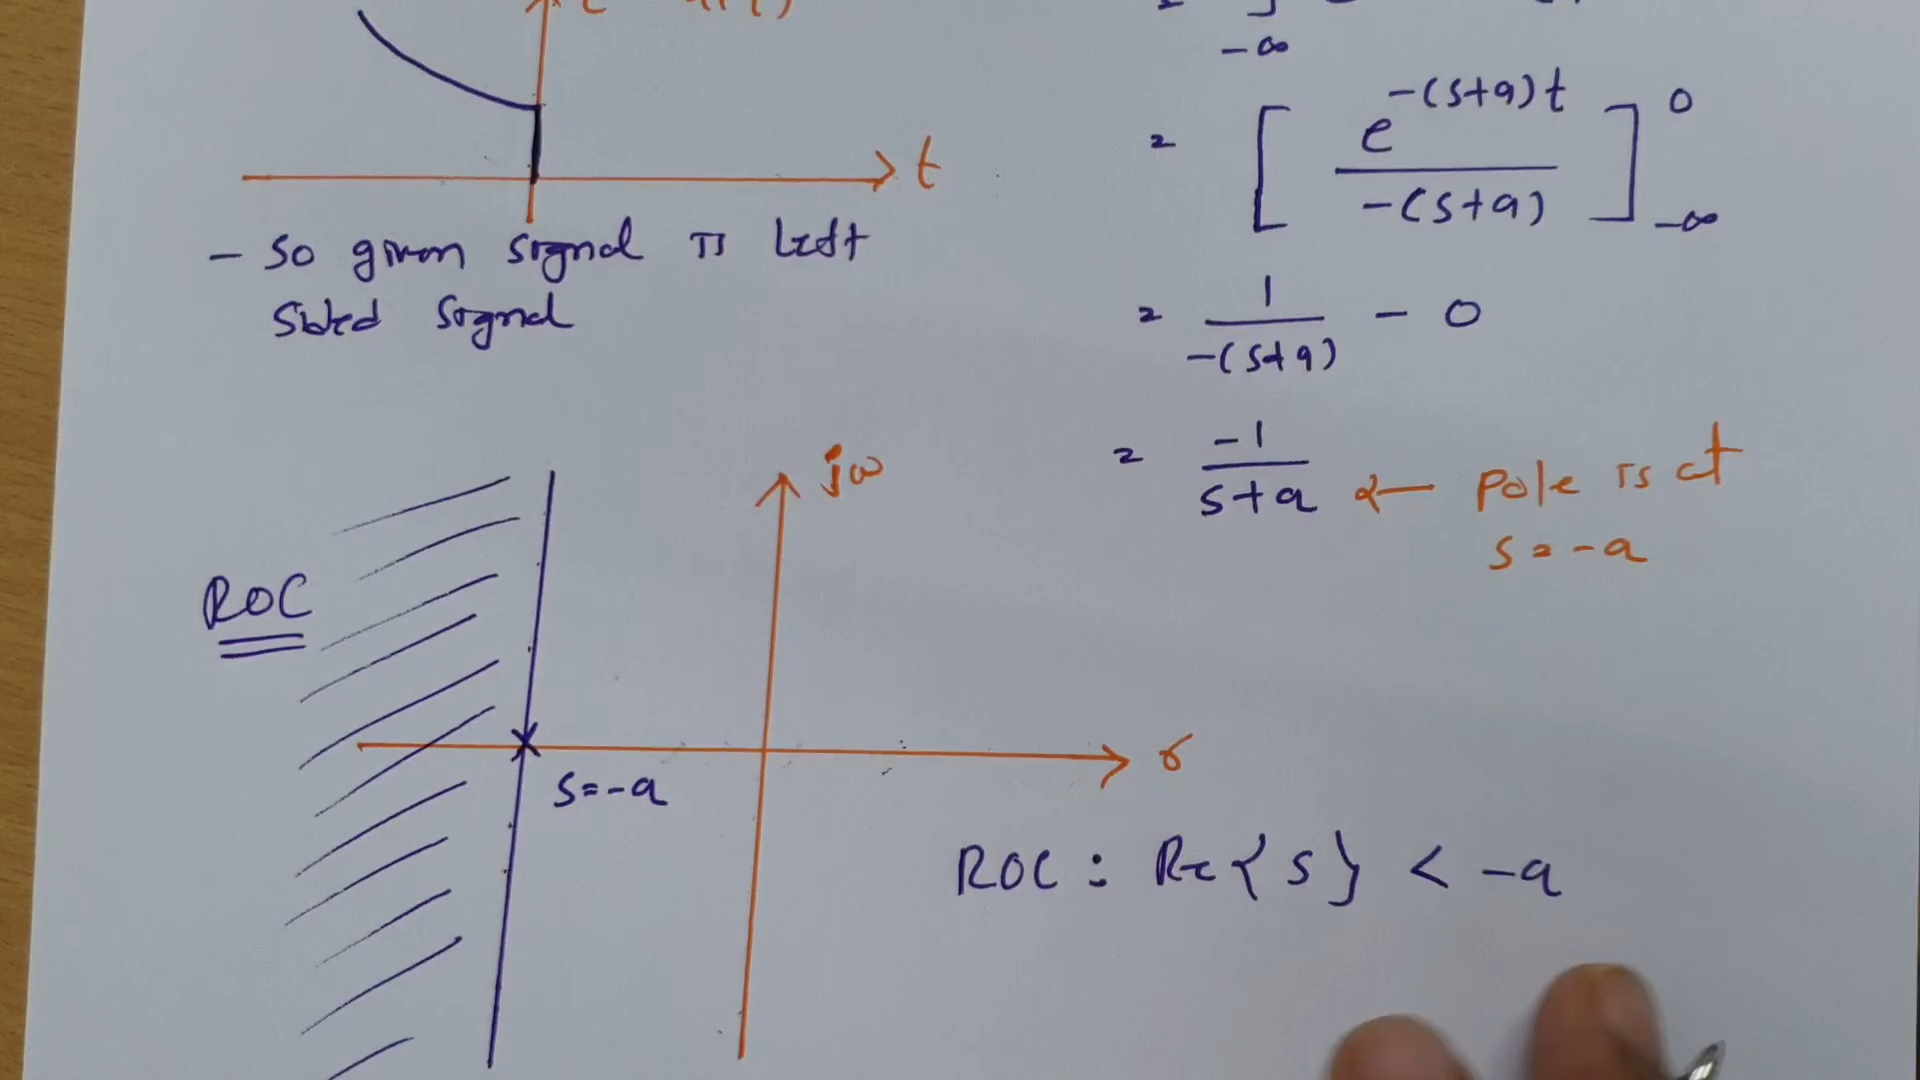 t
- So given signal is left
sided signal
-∞
= [ e^{-(s+a)t} / -(s+a) ]_{-∞}^{0}
= 1 / -(s+a) - 0
= -1 / s+a ← pole is at
s = -a
jω
ROC
s=-a
σ
ROC : Re{s} < -a